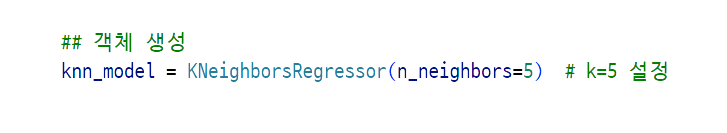 ## 객체 생성
knn_model = KNeighborsRegressor(n_neighbors=5)  # k=5 설정